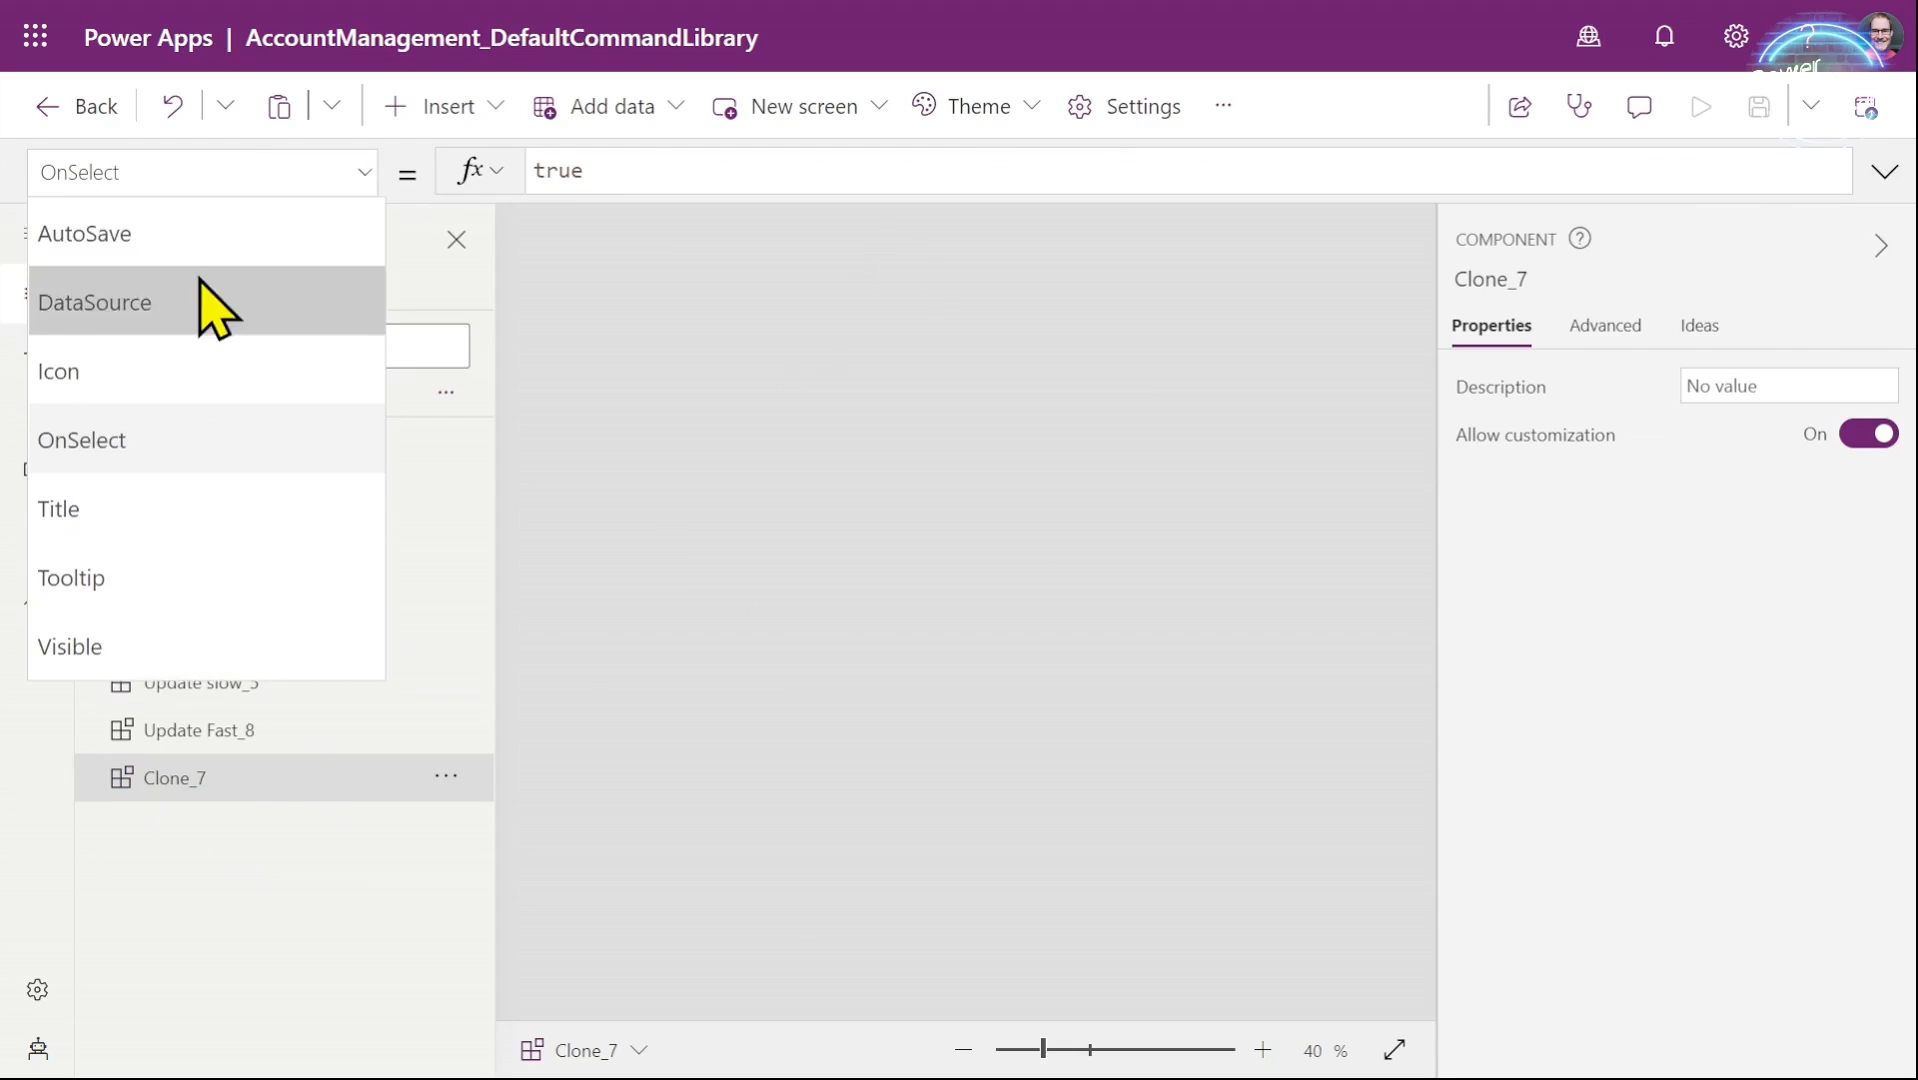 Power Apps | AccountManagement_DefaultCommandLibrary
Back
Insert
Add data
New screen
Theme
Settings
OnSelect
=
fx
true
AutoSave
DataSource
Icon
OnSelect
Title
Tooltip
Visible
Update Fast_8
Clone_7
COMPONENT
Clone_7
Properties
Advanced
Ideas
Description
No value
Allow customization
On
Clone_7
40 %